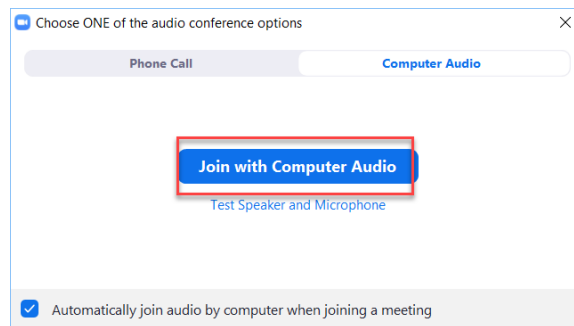 Choose ONE of the audio conference options
Phone Call
Computer Audio
Join with Computer Audio
Test Speaker and Microphone
Automatically join audio by computer when joining a meeting